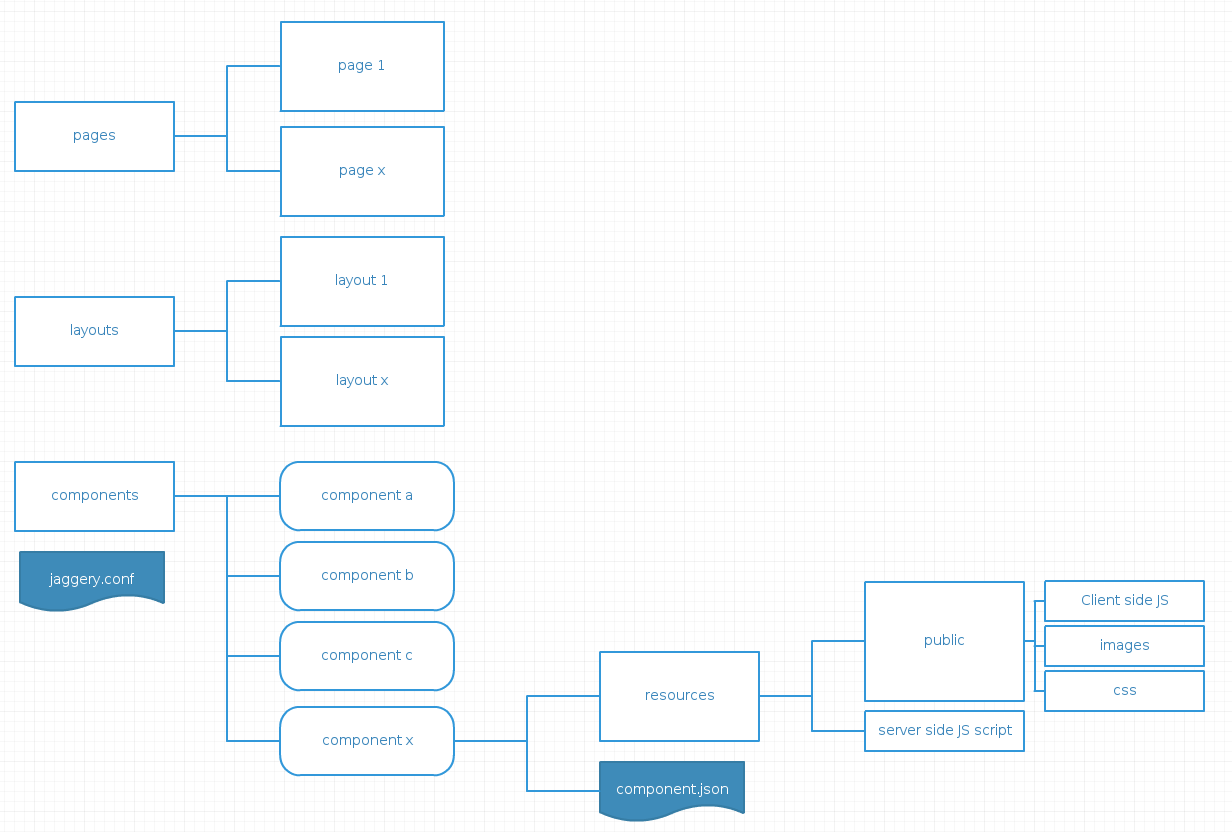 pages
page 1
page x
layouts
layout 1
layout x
components
jaggery.conf
component a
component b
component c
component x
resources
component.json
public
server side JS script
Client side JS
images
css